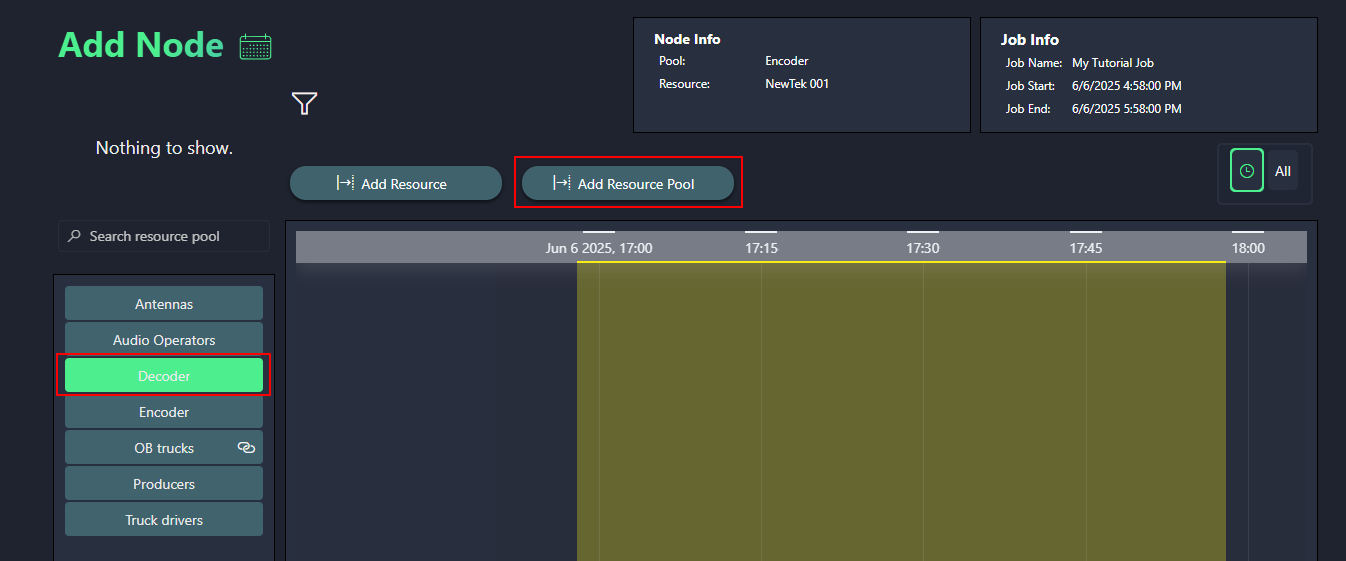 Add Node
Node Info
Pool: Encoder
Resource: NewTek 001
Job Info
Job Name: My Tutorial Job
Job Start: 6/6/2025 4:58:00 PM
Job End: 6/6/2025 5:58:00 PM
Nothing to show.
Add Resource
Add Resource Pool
All
Search resource pool
Jun 6 2025, 17:00 17:15 17:30 17:45 18:00
Antennas
Audio Operators
Decoder
Encoder
OB trucks
Producers
Truck drivers